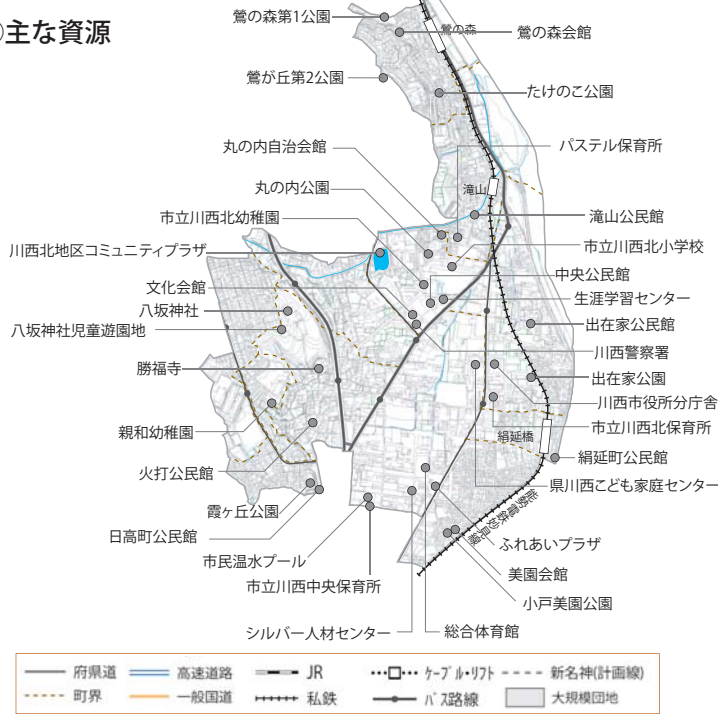 主な資源
鶯の森第1公園
鶯の森
鶯の森会館
鶯が丘第2公園
たけのこ公園
丸の内自治会館
パステル保育所
丸の内公園
滝山
市立川西北幼稚園
滝山公民館
川西北地区コミュニティプラザ
市立川西北小学校
中央公民館
文化会館
生涯学習センター
八坂神社
出在家公民館
八坂神社児童遊園地
川西警察署
勝福寺
出在家公園
川西市役所分庁舎
親和幼稚園
市立川西北保育所
絹延橋
火打公民館
絹延町公民館
県川西こども家庭センター
霞ヶ丘公園
能勢電鉄妙見線
日高町公民館
ふれあいプラザ
市民温水プール
美園会館
市立川西中央保育所
小戸美園公園
シルバー人材センター
総合体育館
府県道 高速道路 JR ケーブル・リフト 新名神(計画線)
町界 一般国道 私鉄 バス路線 大規模団地